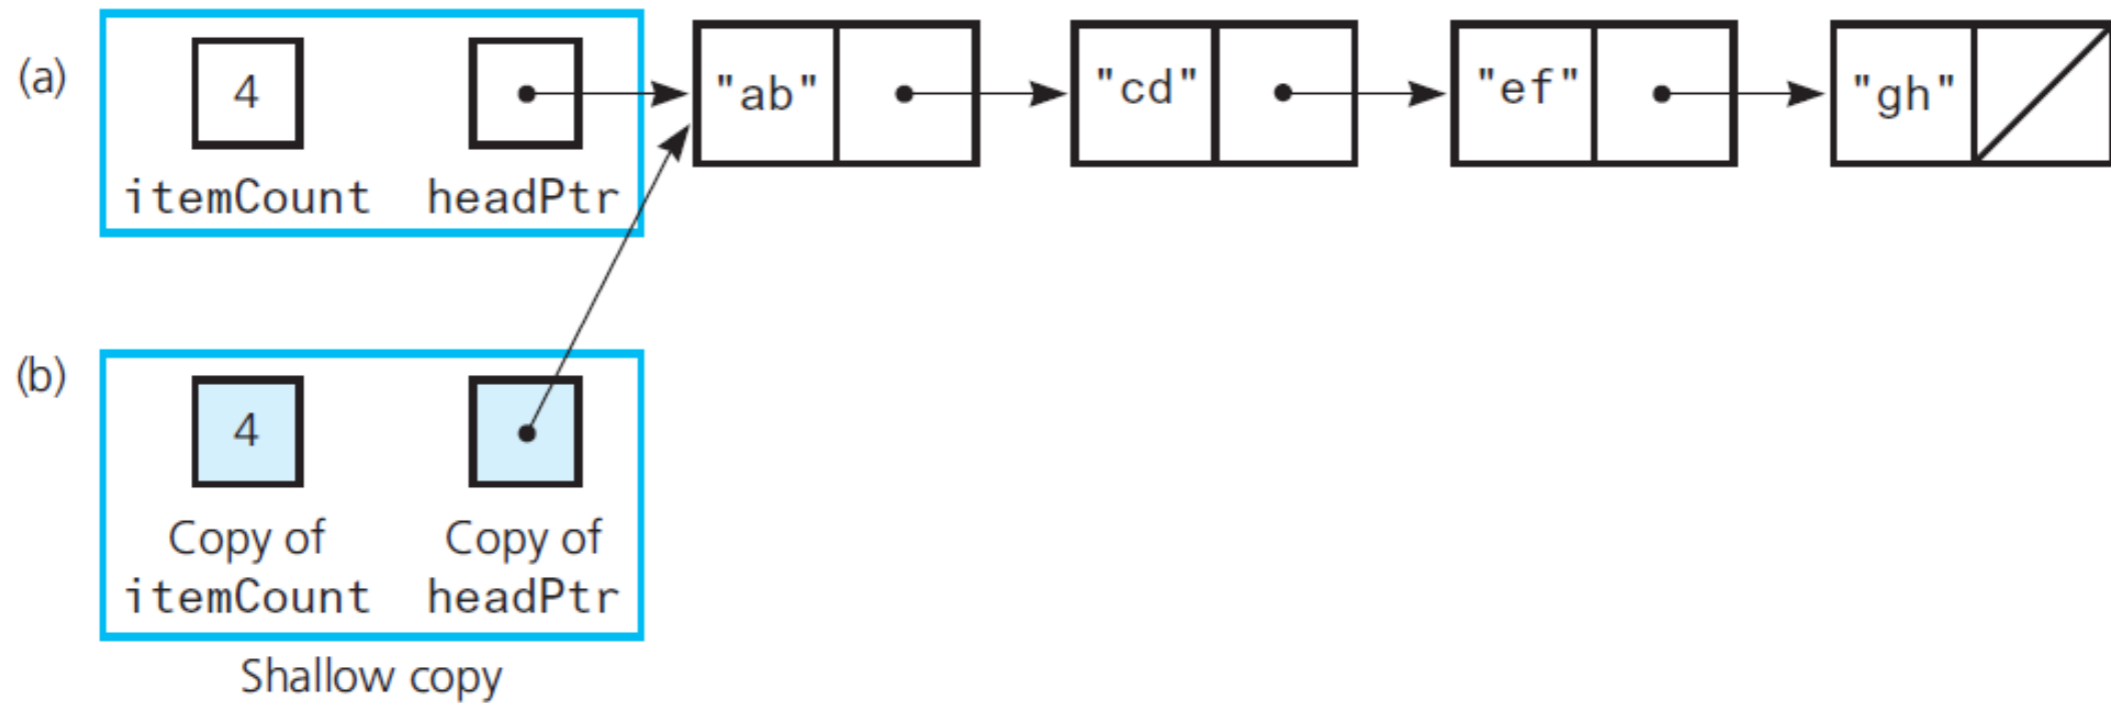 (a)
4
itemCount headPtr
"ab" "cd" "ef" "gh"
(b)
4
Copy of Copy of
itemCount headPtr
Shallow copy